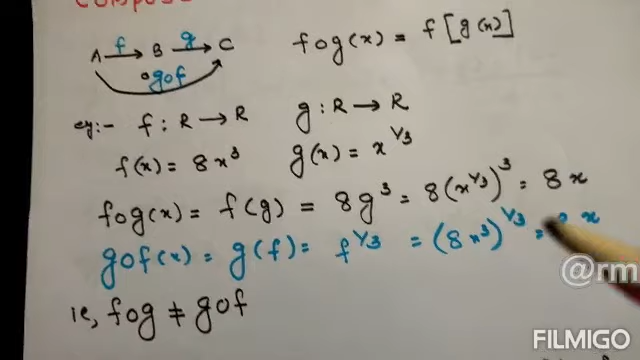 A →f B →g C    fog(x) = f[g(x)]
gof
eg:- f : R → R    g : R → R
f(x) = 8x³    g(x) = x^1/3
fog(x) = f(g) = 8g³ = 8(x^1/3)³ = 8x
gof(x) = g(f) = f^1/3 = (8x³)^1/3 = x
ie, fog ≠ gof
@rm
FILMIGO